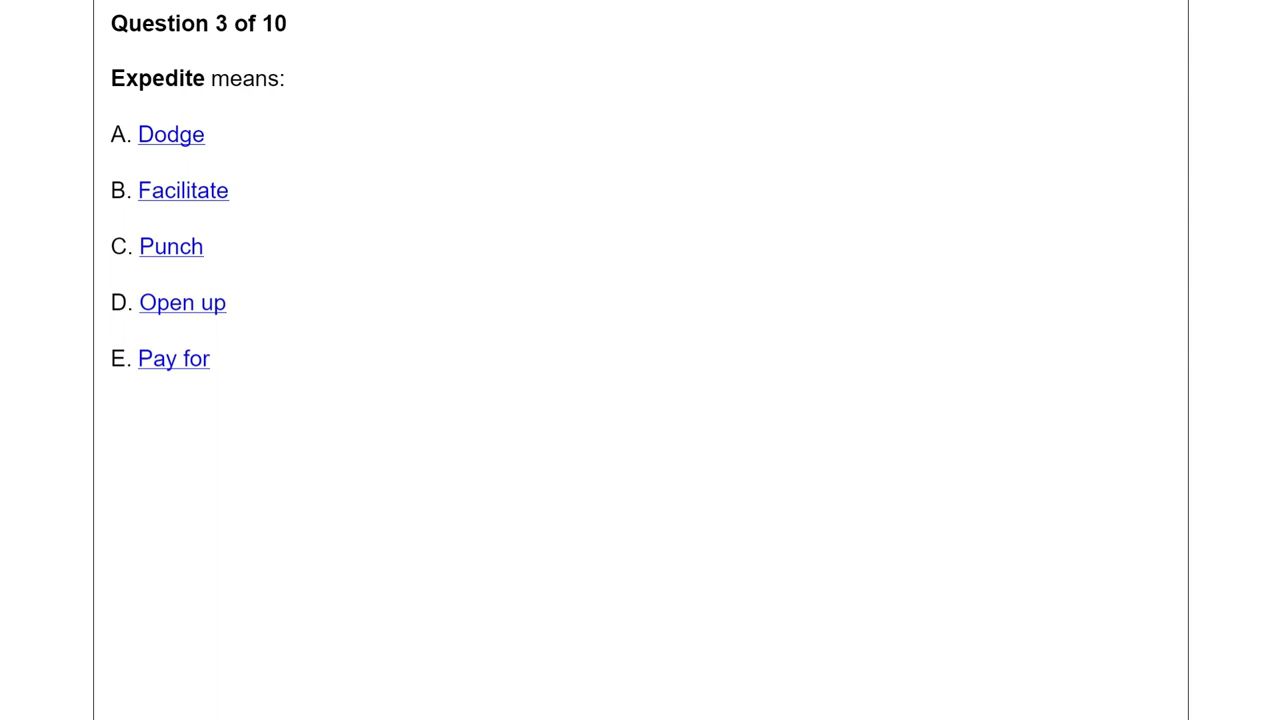 Question 3 of 10
Expedite means:
A. Dodge
B. Facilitate
C. Punch
D. Open up
E. Pay for